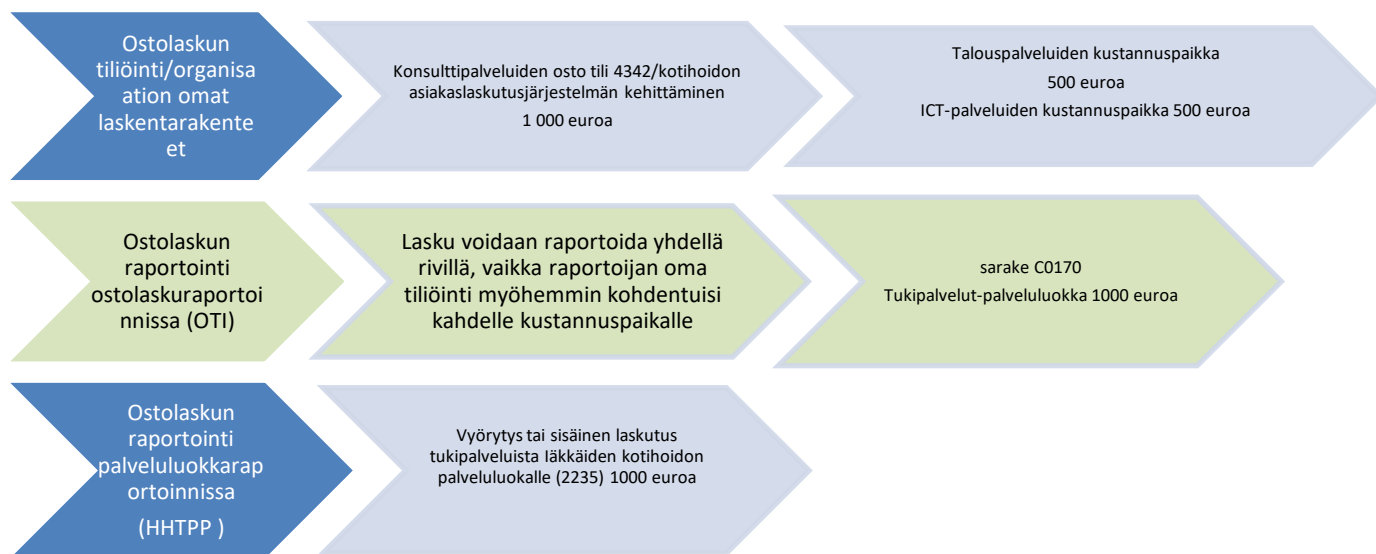 Ostolaskun
tiliöinti/organisa
ation omat
laskentarakente
et
Konsulttipalveluiden osto tili 4342/kotihoidon
asiakaslaskutusjärjestelmän kehittäminen
1 000 euroa
Talouspalveluiden kustannuspaikka
500 euroa
ICT-palveluiden kustannuspaikka 500 euroa
Ostolaskun
raportointi
ostolaskuraportoi
nnissa (OTI)
Lasku voidaan raportoida yhdellä
rivillä, vaikka raportoijan oma
tiliöinti myöhemmin kohdentuisi
kahdelle kustannuspaikalle
sarake C0170
Tukipalvelut-palveluluokka 1000 euroa
Ostolaskun
raportointi
palveluluokkarap
ortoinnissa
(HHTPP )
Vyörytys tai sisäinen laskutus
tukipalveluista Iäkkäiden kotihoidon
palveluluokalle (2235) 1000 euroa